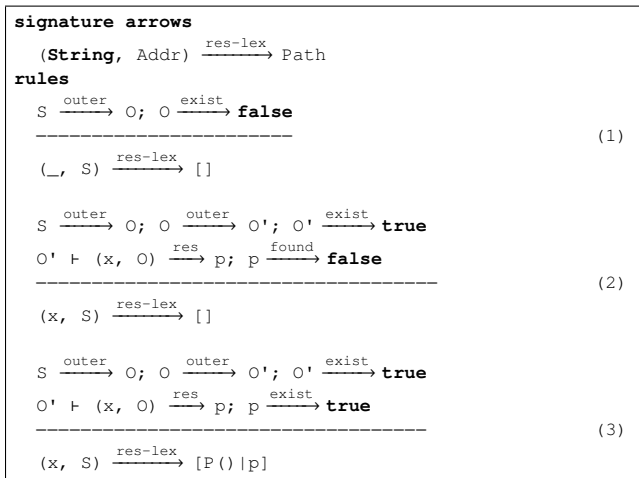 signature arrows
(String, Addr) res-lex⟶ Path
rules
S outer⟶ O; O exist⟶ false
―――――――――――――――― (1)
(_, S) res-lex⟶ []
S outer⟶ O; O outer⟶ O'; O' exist⟶ true
O' ⊢ (x, O) res⟶ p; p found⟶ false
―――――――――――――――― (2)
(x, S) res-lex⟶ []
S outer⟶ O; O outer⟶ O'; O' exist⟶ true
O' ⊢ (x, O) res⟶ p; p exist⟶ true
―――――――――――――――― (3)
(x, S) res-lex⟶ [P()|p]